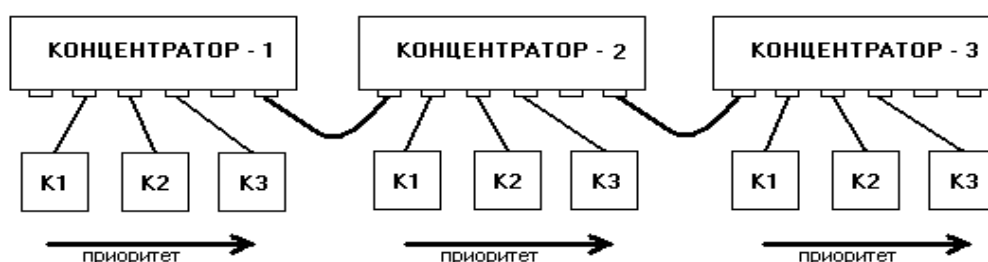 КОНЦЕНТРАТОР - 1 КОНЦЕНТРАТОР - 2 КОНЦЕНТРАТОР - 3
К1 К2 К3 К1 К2 К3 К1 К2 К3
приоритет приоритет приоритет